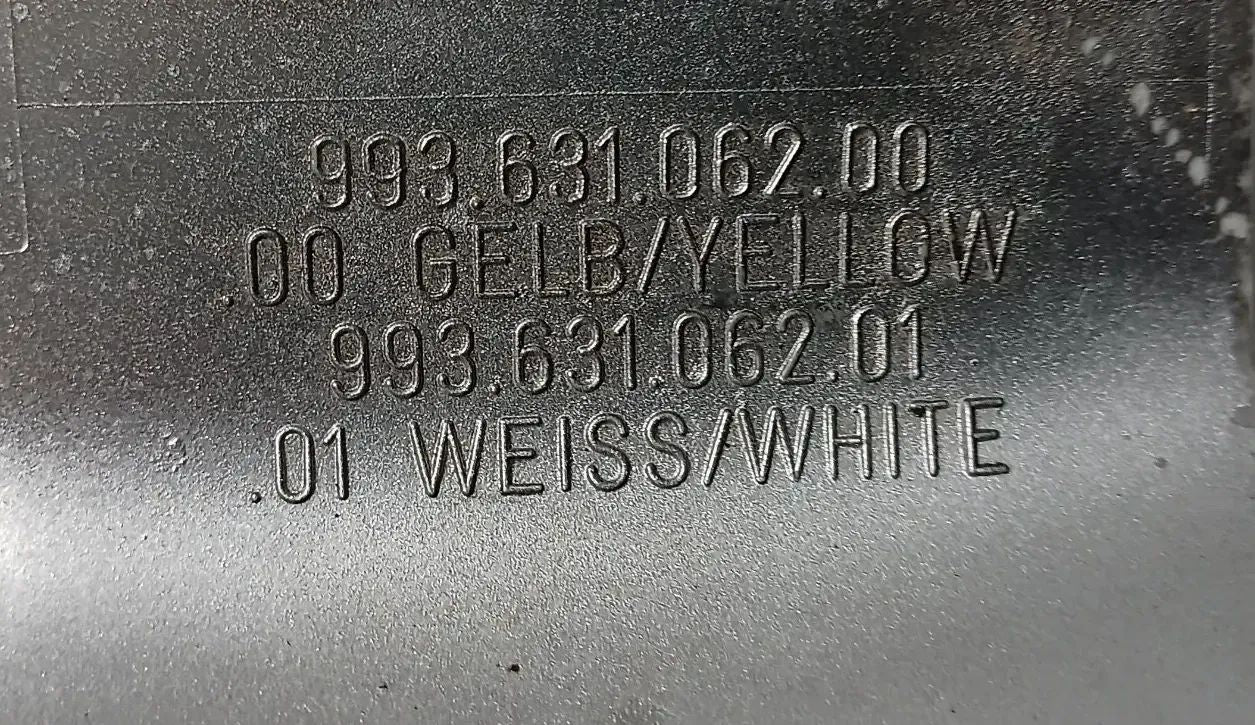 993.631.062.00
.00 GELB/YELLOW
993.631.062.01
.01 WEISS/WHITE